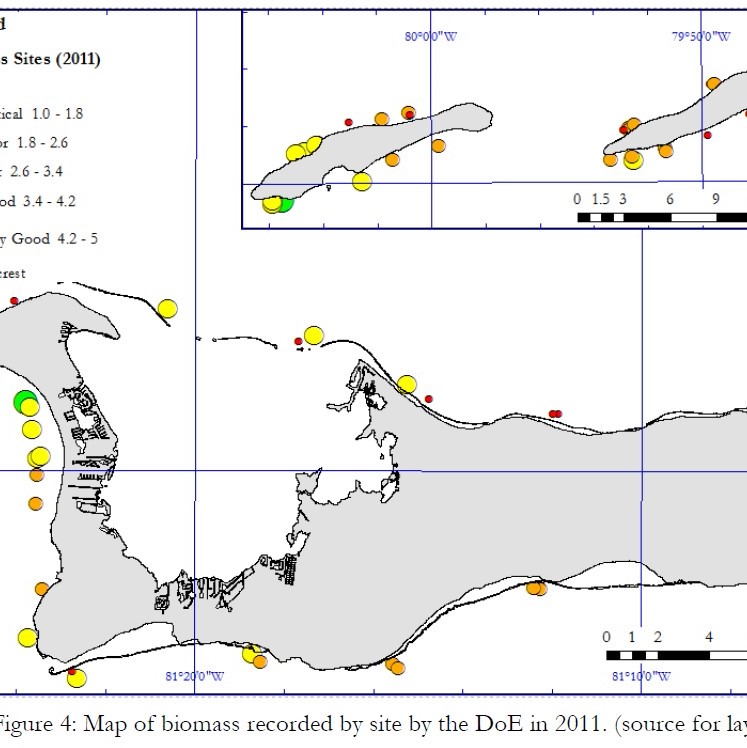 d
s Sites (2011)
ical 1.0 - 1.8
or 1.8 - 2.6
r 2.6 - 3.4
od 3.4 - 4.2
y Good 4.2 - 5
crest
80°0'0"W
79°50'0"W
0 1.5 3 6 9
0 1 2 4
81°20'0"W
81°10'0"W
Figure 4: Map of biomass recorded by site by the DoE in 2011. (source for lay